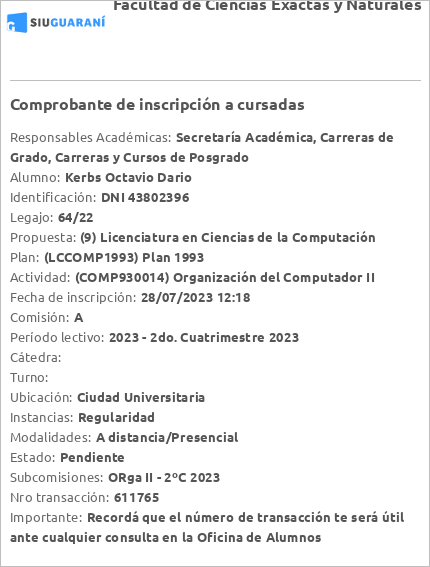 Facultad de Ciencias Exactas y Naturales
SIUGUARANÍ
Comprobante de inscripción a cursadas
Responsables Académicas: Secretaría Académica, Carreras de
Grado, Carreras y Cursos de Posgrado
Alumno: Kerbs Octavio Dario
Identificación: DNI 43802396
Legajo: 64/22
Propuesta: (9) Licenciatura en Ciencias de la Computación
Plan: (LCCOMP1993) Plan 1993
Actividad: (COMP930014) Organización del Computador II
Fecha de inscripción: 28/07/2023 12:18
Comisión: A
Período lectivo: 2023 - 2do. Cuatrimestre 2023
Cátedra:
Turno:
Ubicación: Ciudad Universitaria
Instancias: Regularidad
Modalidades: A distancia/Presencial
Estado: Pendiente
Subcomisiones: ORga II - 2ºC 2023
Nro transacción: 611765
Importante: Recordá que el número de transacción te será útil
ante cualquier consulta en la Oficina de Alumnos